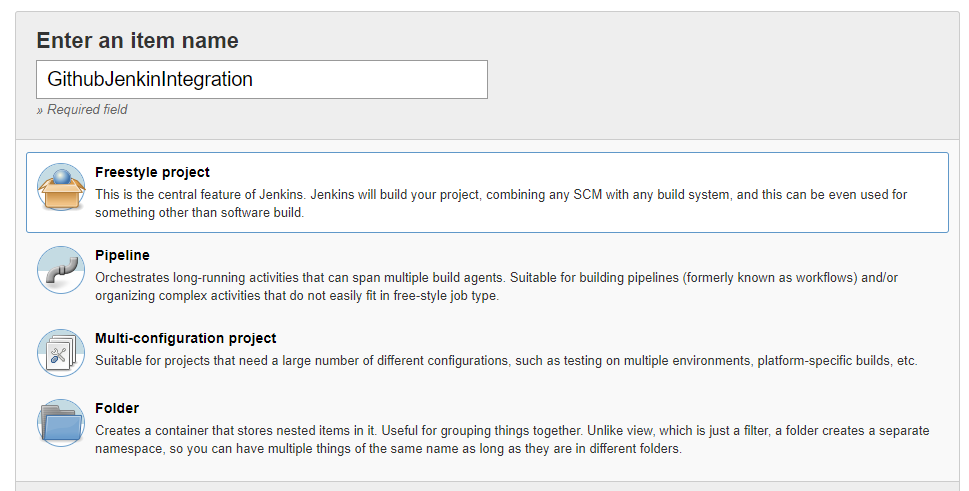 Enter an item name
GithubJenkinIntegration
» Required field
Freestyle project
This is the central feature of Jenkins. Jenkins will build your project, combining any SCM with any build system, and this can be even used for
something other than software build.
Pipeline
Orchestrates long-running activities that can span multiple build agents. Suitable for building pipelines (formerly known as workflows) and/or
organizing complex activities that do not easily fit in free-style job type.
Multi-configuration project
Suitable for projects that need a large number of different configurations, such as testing on multiple environments, platform-specific builds, etc.
Folder
Creates a container that stores nested items in it. Useful for grouping things together. Unlike view, which is just a filter, a folder creates a separate
namespace, so you can have multiple things of the same name as long as they are in different folders.